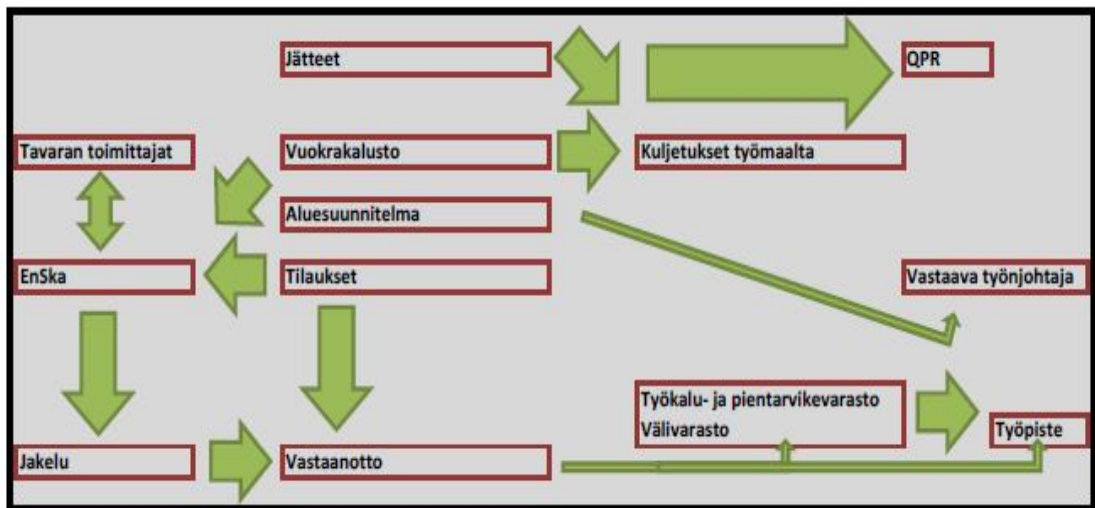 Jätteet
QPR
Tavaran toimittajat
Vuokrakalusto
Kuljetukset työmaalta
Aluesuunnitelma
EnSka
Tilaukset
Vastaava työnjohtaja
Työkalu- ja pientarvikevarasto
Välivarasto
Työpiste
Jakelu
Vastaanotto